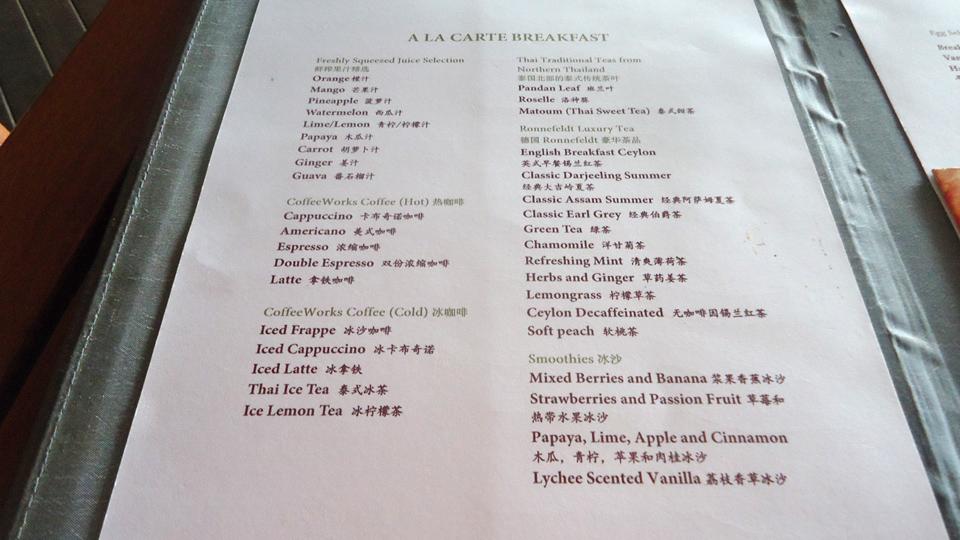 A LA CARTE BREAKFAST
Freshly Squeezed Juice Selection
鲜榨果汁精选
Orange 橙汁
Mango 芒果汁
Pineapple 菠萝汁
Watermelon 西瓜汁
Lime/Lemon 青柠/柠檬汁
Papaya 木瓜汁
Carrot 胡萝卜汁
Ginger 姜汁
Guava 番石榴汁
CoffeeWorks Coffee (Hot) 热咖啡
Cappuccino 卡布奇诺咖啡
Americano 美式咖啡
Espresso 浓缩咖啡
Double Espresso 双份浓缩咖啡
Latte 拿铁咖啡
CoffeeWorks Coffee (Cold) 冰咖啡
Iced Frappe 冰沙咖啡
Iced Cappuccino 冰卡布奇诺
Iced Latte 冰拿铁
Thai Ice Tea 泰式冰茶
Ice Lemon Tea 冰柠檬茶
Thai Traditional Teas from
Northern Thailand
泰国北部的泰式传统茶叶
Pandan Leaf 班兰叶
Roselle 洛神葵
Matoum (Thai Sweet Tea) 泰式甜茶
Ronnefeldt Luxury Tea
德国 Ronnefeldt 豪华茶品
English Breakfast Ceylon
英式早餐锡兰红茶
Classic Darjeeling Summer
经典大吉岭夏茶
Classic Assam Summer 经典阿萨姆夏茶
Classic Earl Grey 经典伯爵茶
Green Tea 绿茶
Chamomile 洋甘菊茶
Refreshing Mint 清爽薄荷茶
Herbs and Ginger 草药姜茶
Lemongrass 柠檬草茶
Ceylon Decaffeinated 无咖啡因锡兰红茶
Soft peach 软桃茶
Smoothies 冰沙
Mixed Berries and Banana 浆果香蕉冰沙
Strawberries and Passion Fruit 草莓和
热带水果冰沙
Papaya, Lime, Apple and Cinnamon
木瓜，青柠，苹果和肉桂冰沙
Lychee Scented Vanilla 荔枝香草冰沙
Egg Sel